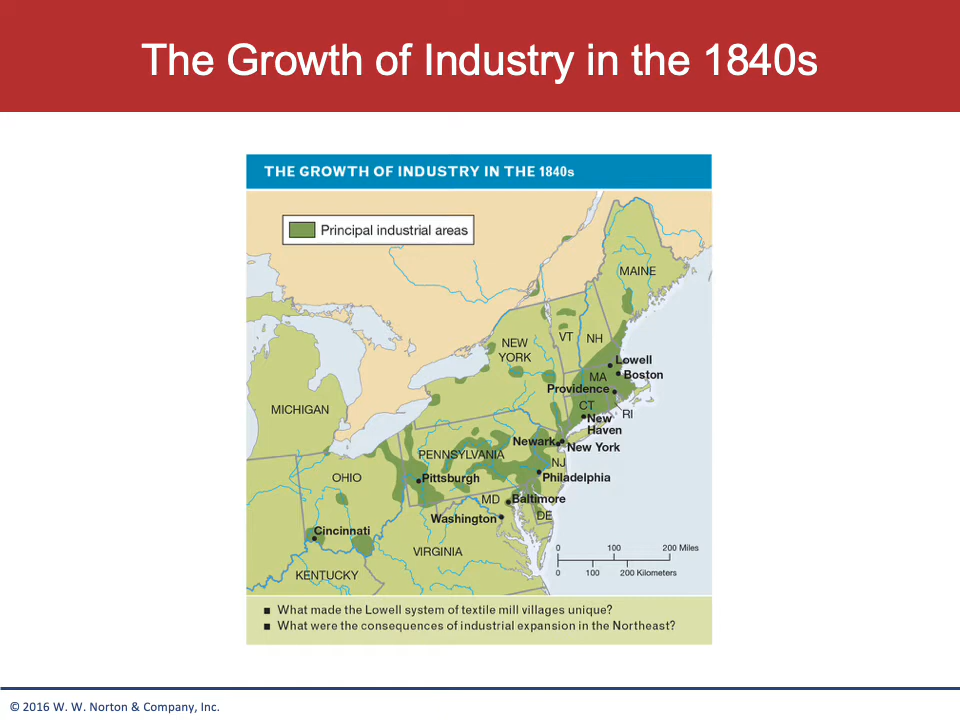 The Growth of Industry in the 1840s
THE GROWTH OF INDUSTRY IN THE 1840s
Principal industrial areas
MAINE
VT
NH
NEW
YORK
Lowell
Boston
MA
Providence
MICHIGAN
CT
RI
New
Haven
Newark
New York
PENNSYLVANIA
NJ
OHIO
Pittsburgh
Philadelphia
MD
Baltimore
Washington
DE
Cincinnati
VIRGINIA
KENTUCKY
0 100 200 Miles
0 100 200 Kilometers
■ What made the Lowell system of textile mill villages unique?
■ What were the consequences of industrial expansion in the Northeast?
© 2016 W. W. Norton & Company, Inc.